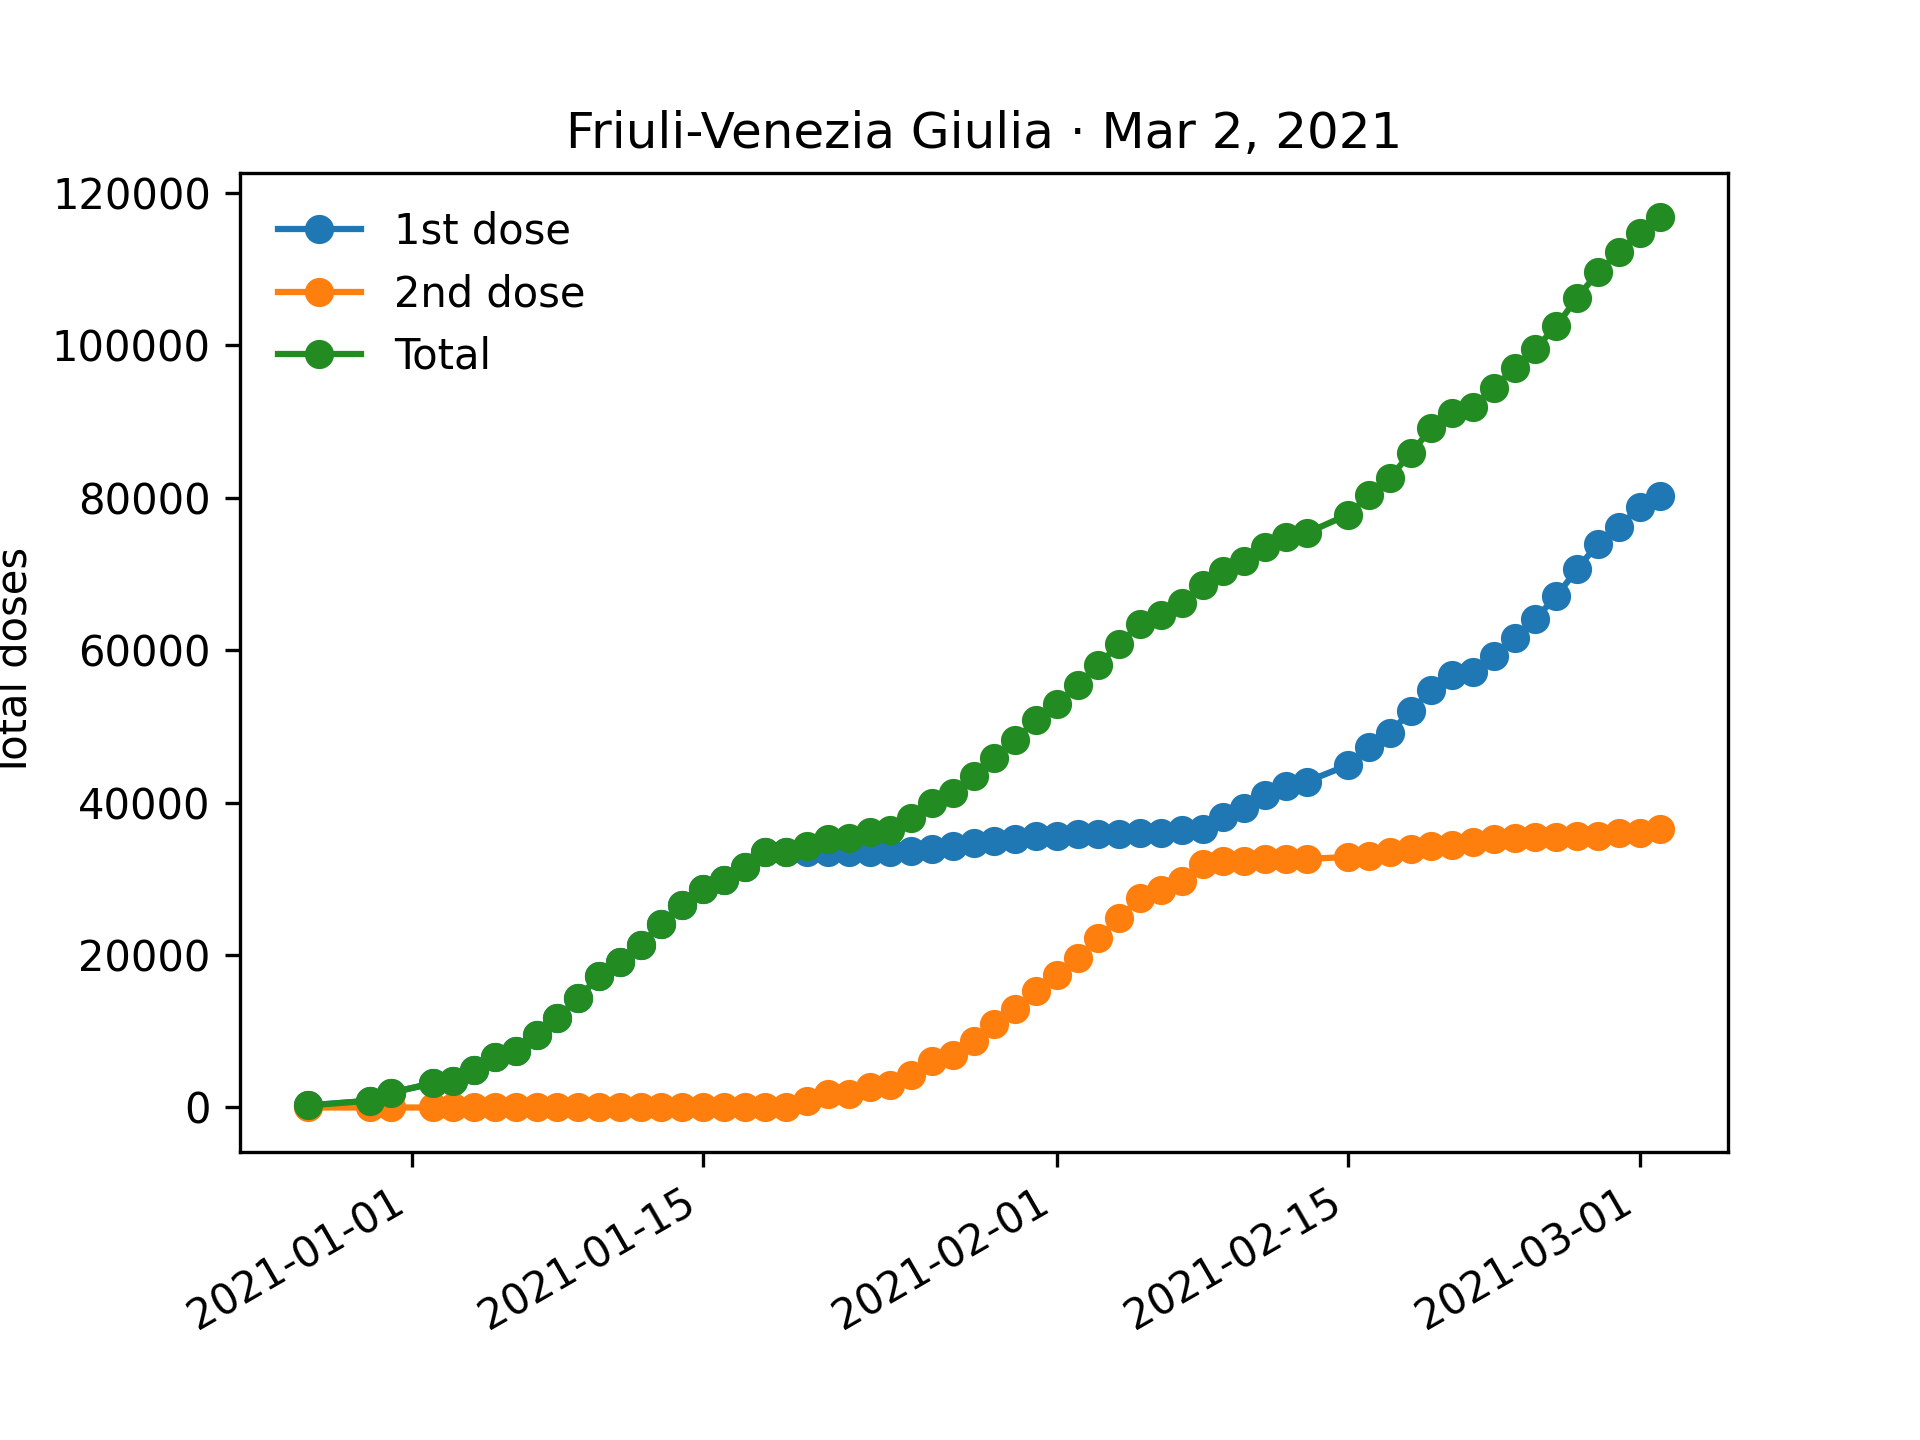 Friuli-Venezia Giulia · Mar 2, 2021
120000
100000
80000
60000
40000
20000
0
Total doses
1st dose
2nd dose
Total
2021-01-01
2021-01-15
2021-02-01
2021-02-15
2021-03-01